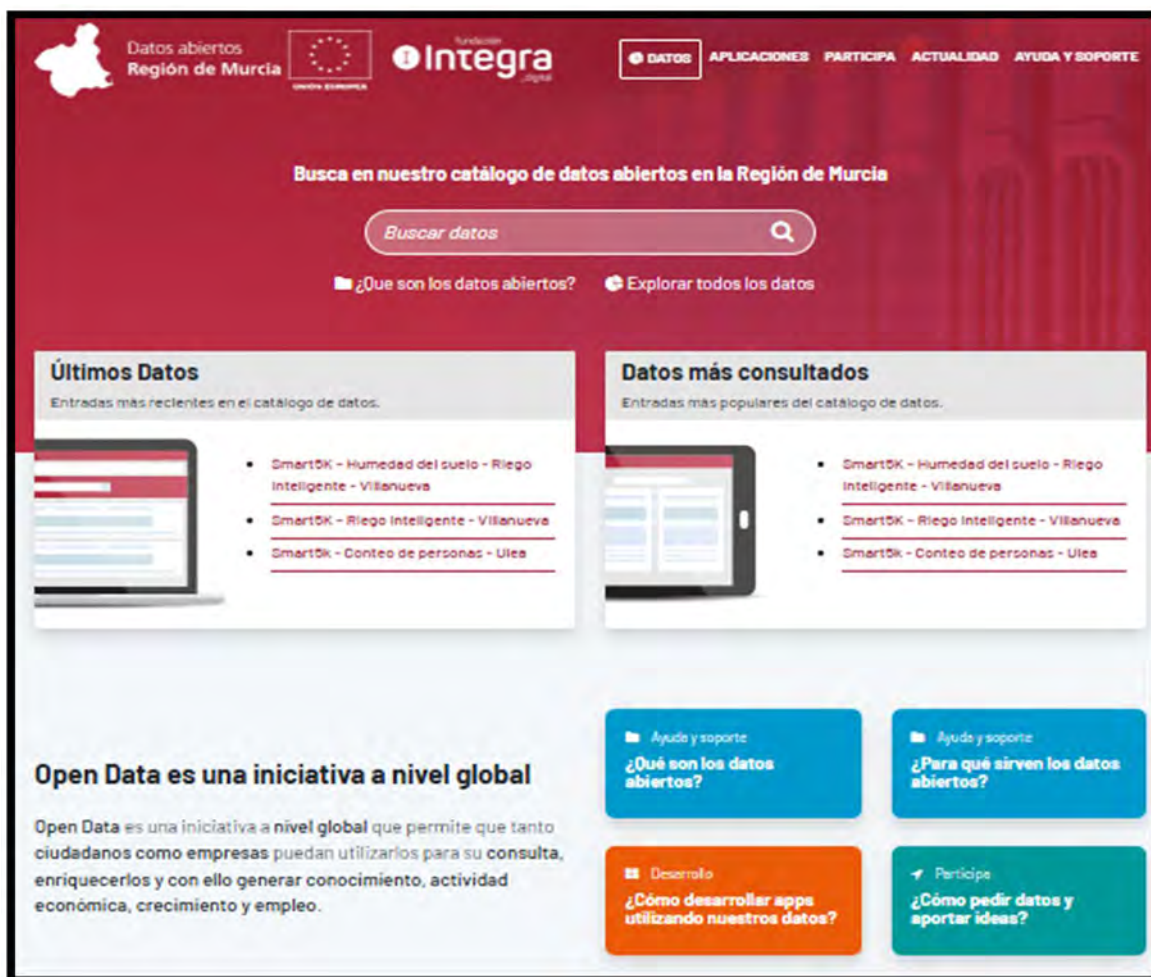 Datos abiertos
Región de Murcia
UNIÓN EUROPEA
fundación
Integra
digital
DATOS
APLICACIONES
PARTICIPA
ACTUALIDAD
AYUDA Y SOPORTE
Busca en nuestro catálogo de datos abiertos en la Región de Murcia
Buscar datos
¿Que son los datos abiertos?
Explorar todos los datos
Últimos Datos
Entradas más recientes en el catálogo de datos.
Smart5K - Humedad del suelo - Riego
Inteligente - Villanueva
Smart5K - Riego Inteligente - Villanueva
Smart5k - Conteo de personas - Ulea
Datos más consultados
Entradas más populares del catálogo de datos.
Smart5K - Humedad del suelo - Riego
Inteligente - Villanueva
Smart5K - Riego Inteligente - Villanueva
Smart5k - Conteo de personas - Ulea
Open Data es una iniciativa a nivel global
Open Data es una iniciativa a nivel global que permite que tanto
ciudadanos como empresas puedan utilizarlos para su consulta,
enriquecerlos y con ello generar conocimiento, actividad
económica, crecimiento y empleo.
Ayuda y soporte
¿Qué son los datos
abiertos?
Ayuda y soporte
¿Para qué sirven los datos
abiertos?
Desarrollo
¿Cómo desarrollar apps
utilizando nuestros datos?
Participa
¿Cómo pedir datos y
aportar ideas?